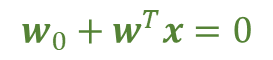 w₀ + wᵀx = 0